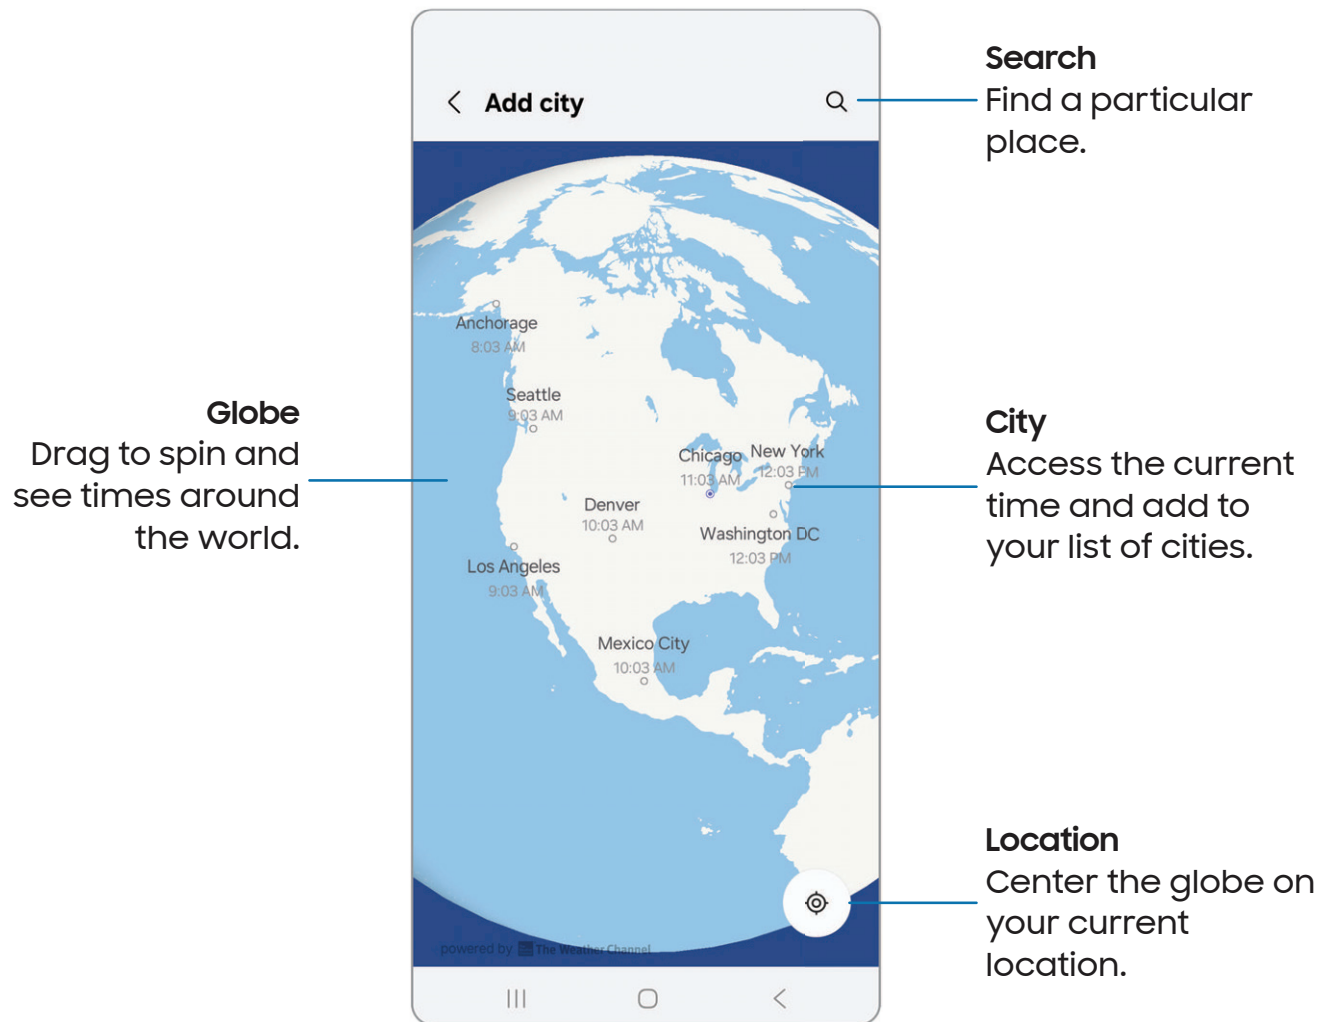 Search
Find a particular
place.
Add city
Anchorage
8:03 AM
Seattle
9:03 AM
Globe
Drag to spin and
see times around
the world.
City
Access the current
time and add to
your list of cities.
Chicago
11:03 AM
New York
12:03 PM
Denver
10:03 AM
Washington DC
12:03 PM
Los Angeles
9:03 AM
Mexico City
10:03 AM
Location
Center the globe on
your current
location.
powered by The Weather Channel